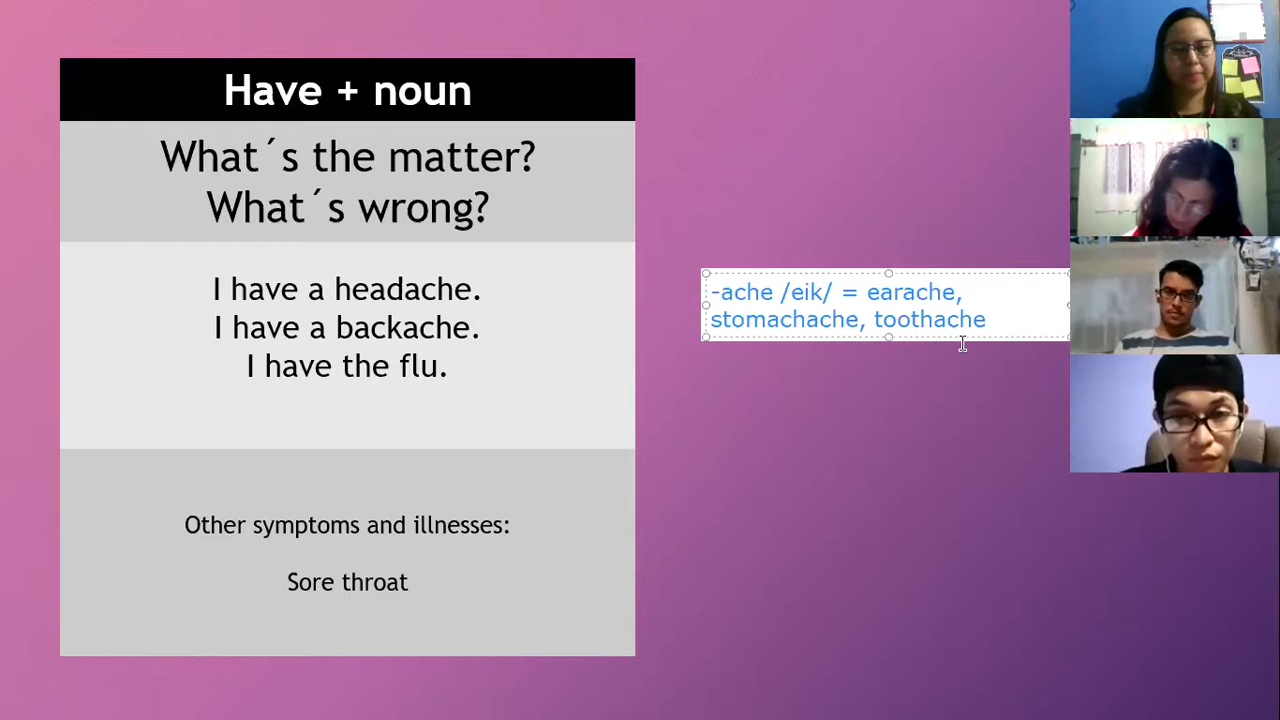 Have + noun
What´s the matter?
What´s wrong?
I have a headache.
I have a backache.
I have the flu.
Other symptoms and illnesses:
Sore throat
-ache /eik/ = earache,
stomachache, toothache